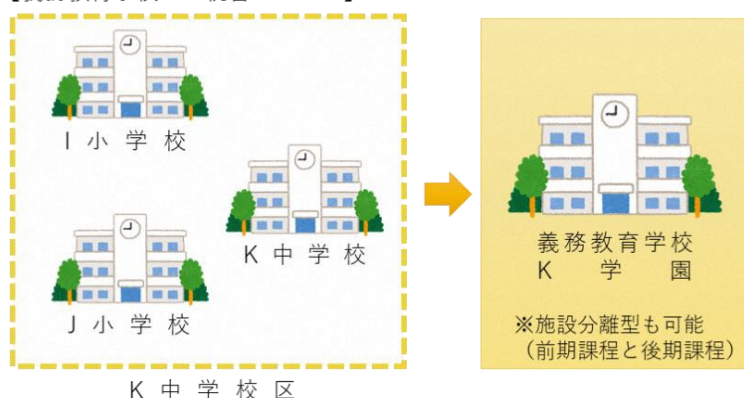 I 小 学 校
K 中 学 校
J 小 学 校
K 中 学 校 区
義務教育学校
K 学 園
※施設分離型も可能
（前期課程と後期課程）